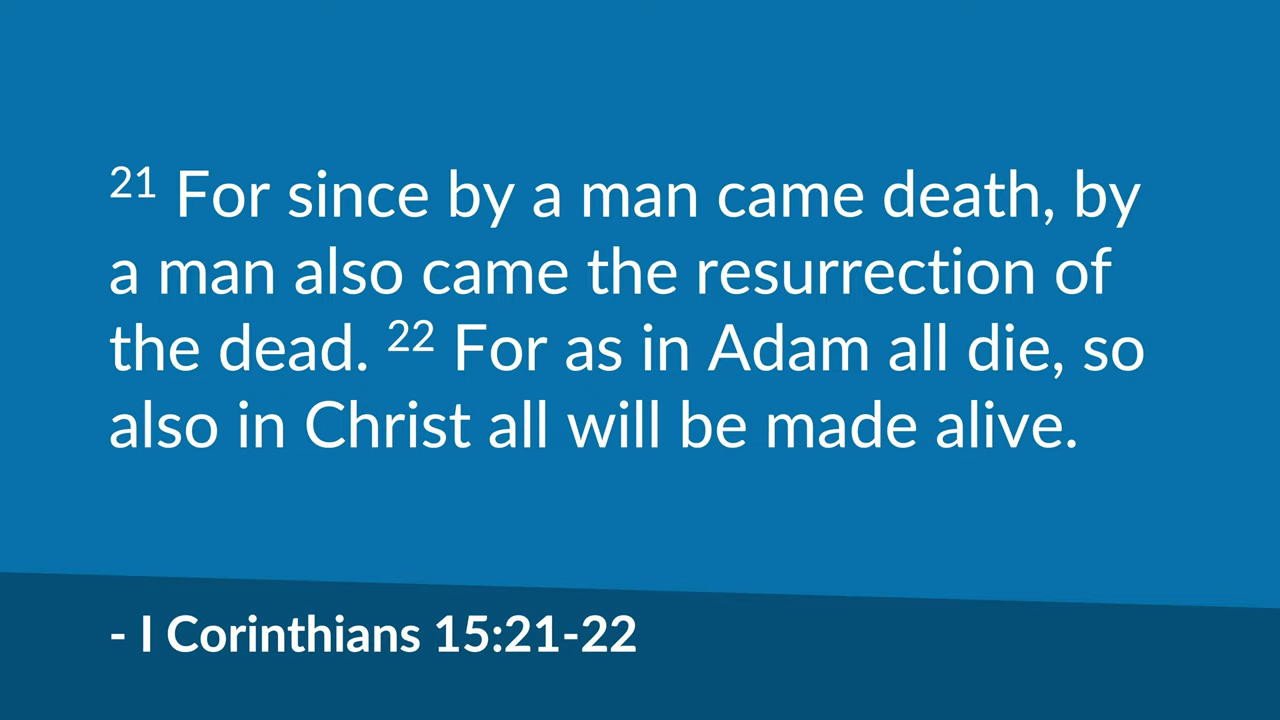 21 For since by a man came death, by
a man also came the resurrection of
the dead. 22 For as in Adam all die, so
also in Christ all will be made alive.
- I Corinthians 15:21-22